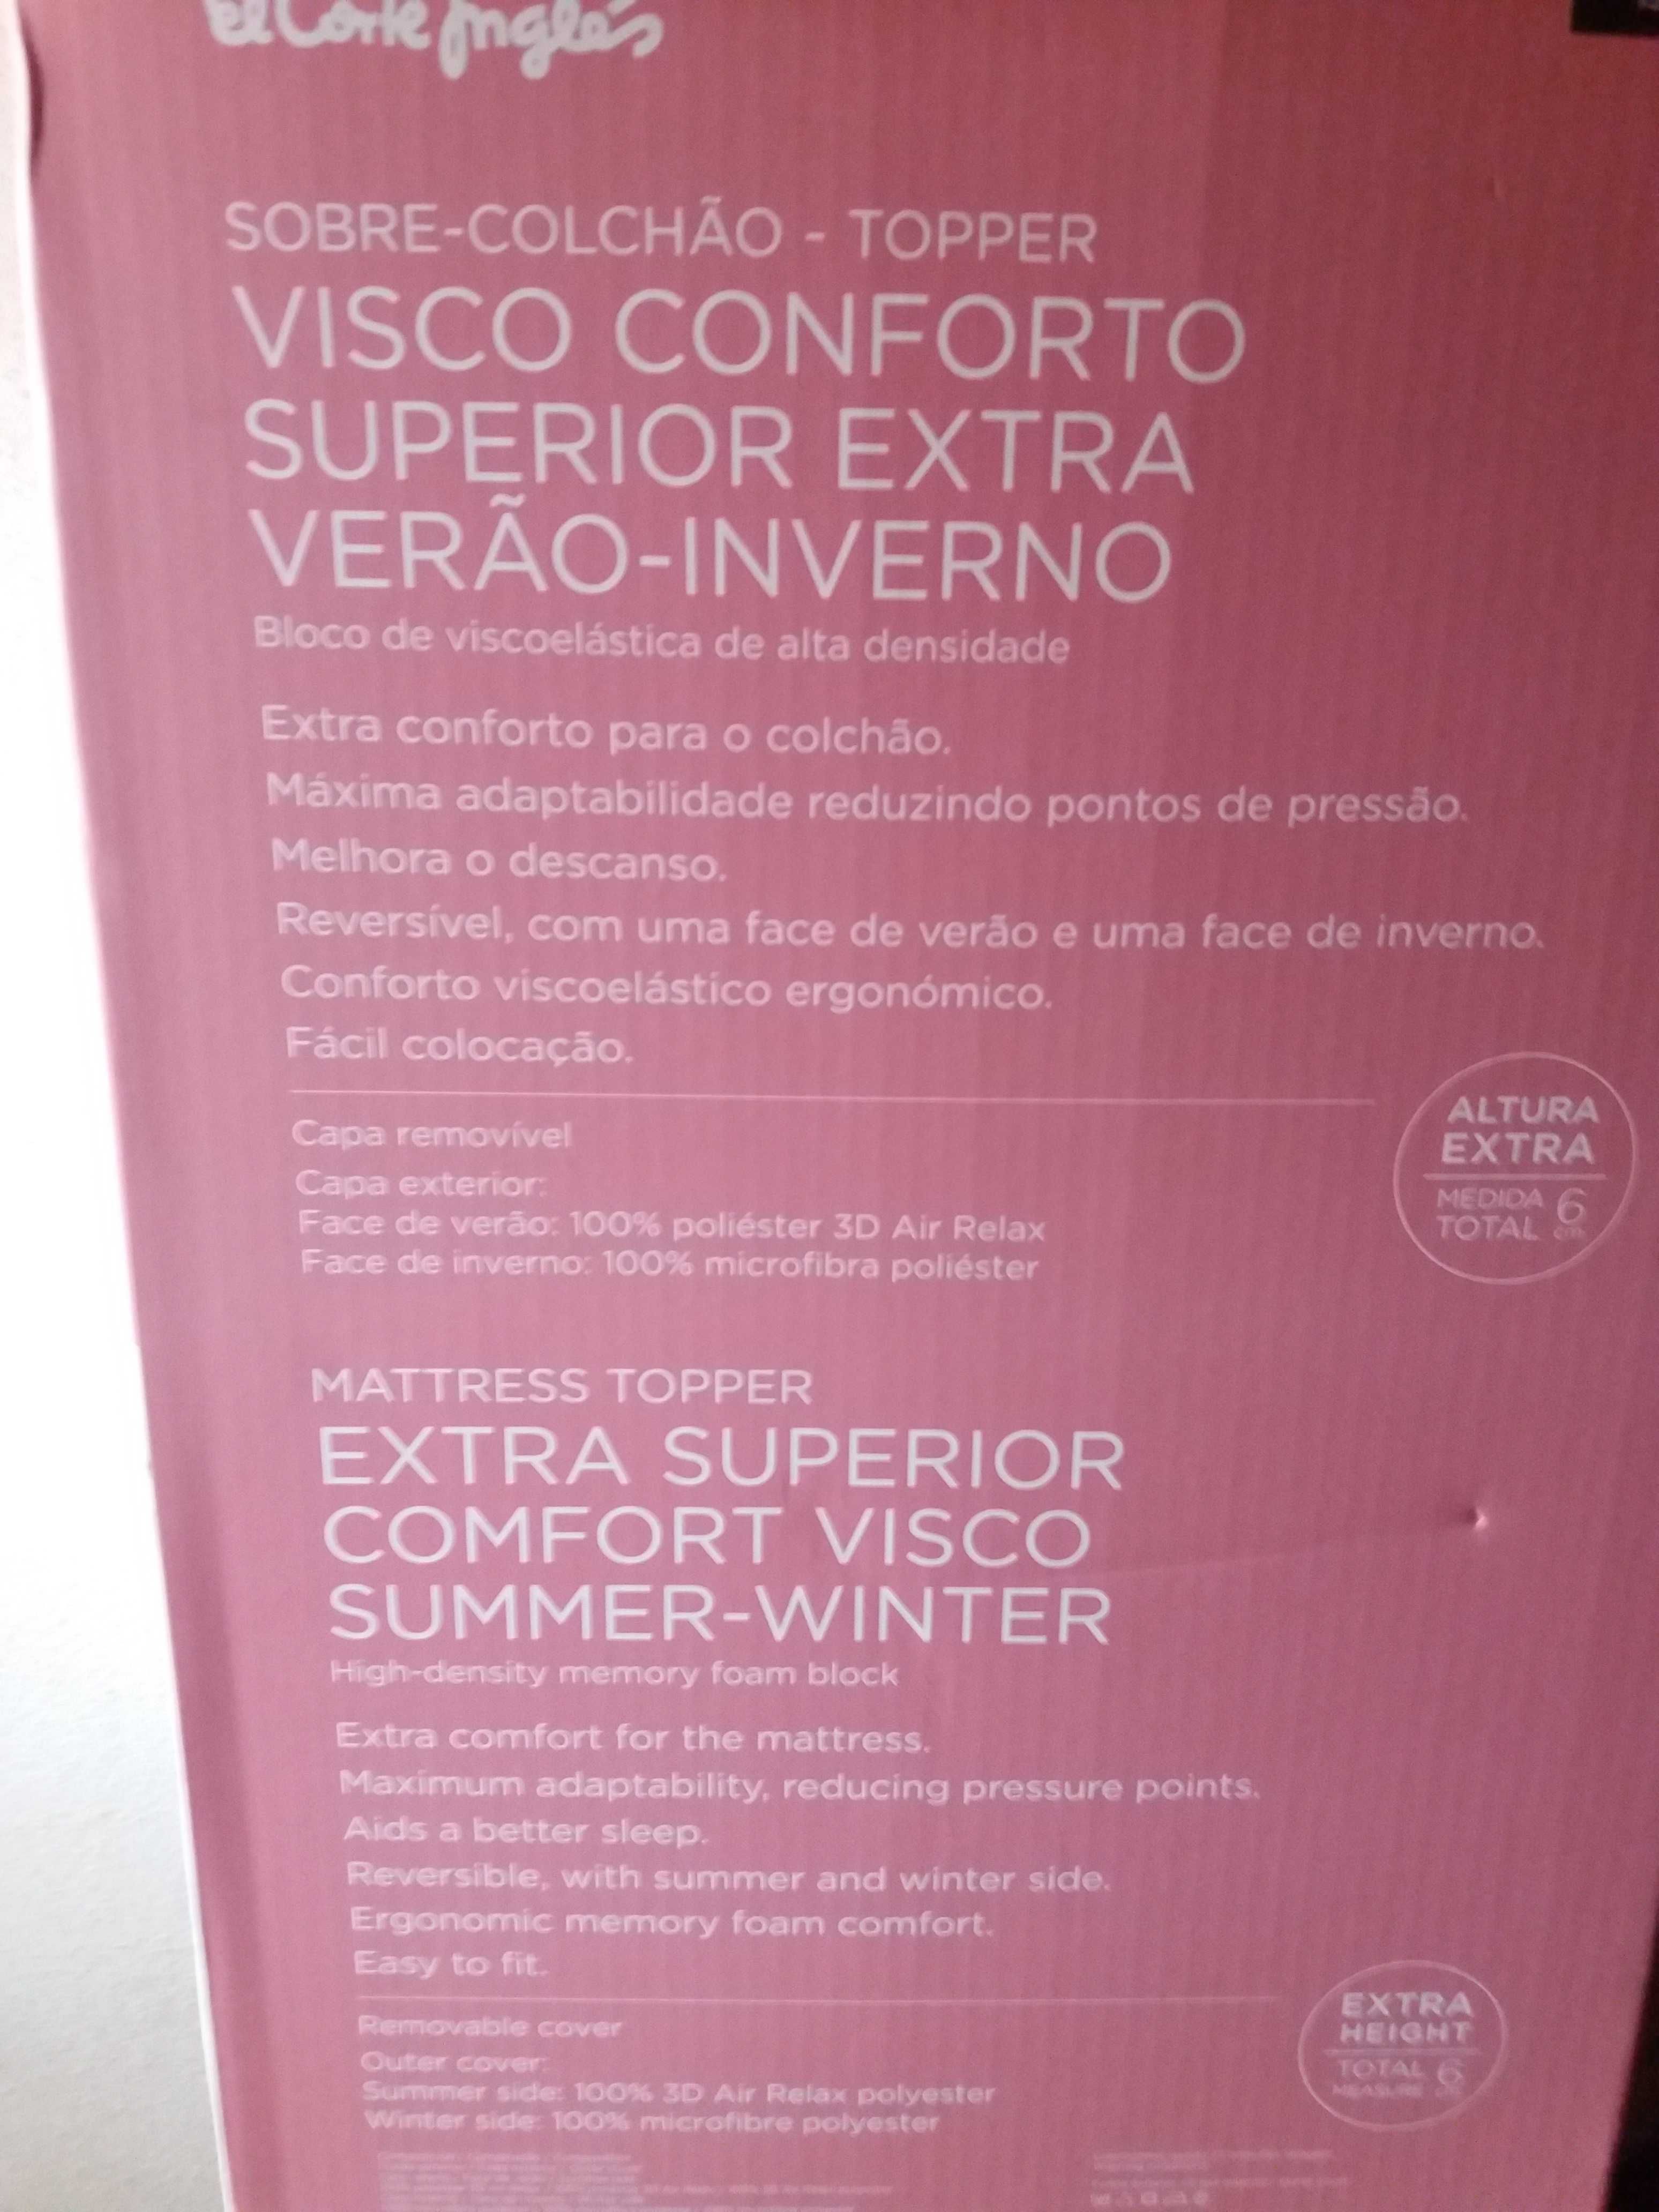 El Corte Inglés
SOBRE-COLCHÃO - TOPPER
VISCO CONFORTO
SUPERIOR EXTRA
VERÃO-INVERNO
Bloco de viscoelástica de alta densidade
Extra conforto para o colchão.
Máxima adaptabilidade reduzindo pontos de pressão.
Melhora o descanso.
Reversível, com uma face de verão e uma face de inverno.
Conforto viscoelástico ergonómico.
Fácil colocação.
Capa removível
Capa exterior:
Face de verão: 100% poliéster 3D Air Relax
Face de inverno: 100% microfibra poliéster
ALTURA
EXTRA
MEDIDA 6
TOTAL cm
MATTRESS TOPPER
EXTRA SUPERIOR
COMFORT VISCO
SUMMER-WINTER
High-density memory foam block
Extra comfort for the mattress.
Maximum adaptability, reducing pressure points.
Aids a better sleep.
Reversible, with summer and winter side.
Ergonomic memory foam comfort.
Easy to fit.
Removable cover
Outer cover:
Summer side: 100% 3D Air Relax polyester
Winter side: 100% microfibre polyester
EXTRA
HEIGHT
TOTAL 6
MEASURE cm